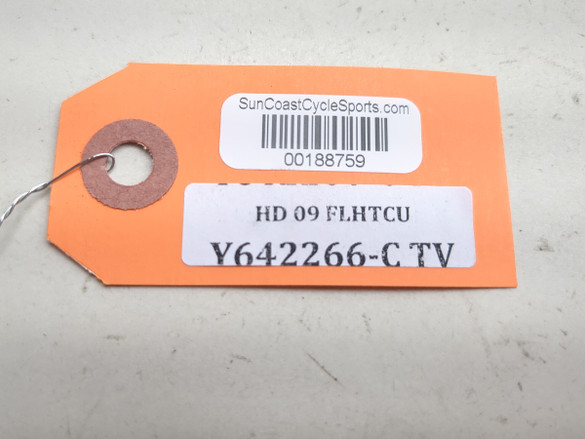 SunCoastCycleSports.com
00188759
HD 09 FLHTCU
Y642266-C TV